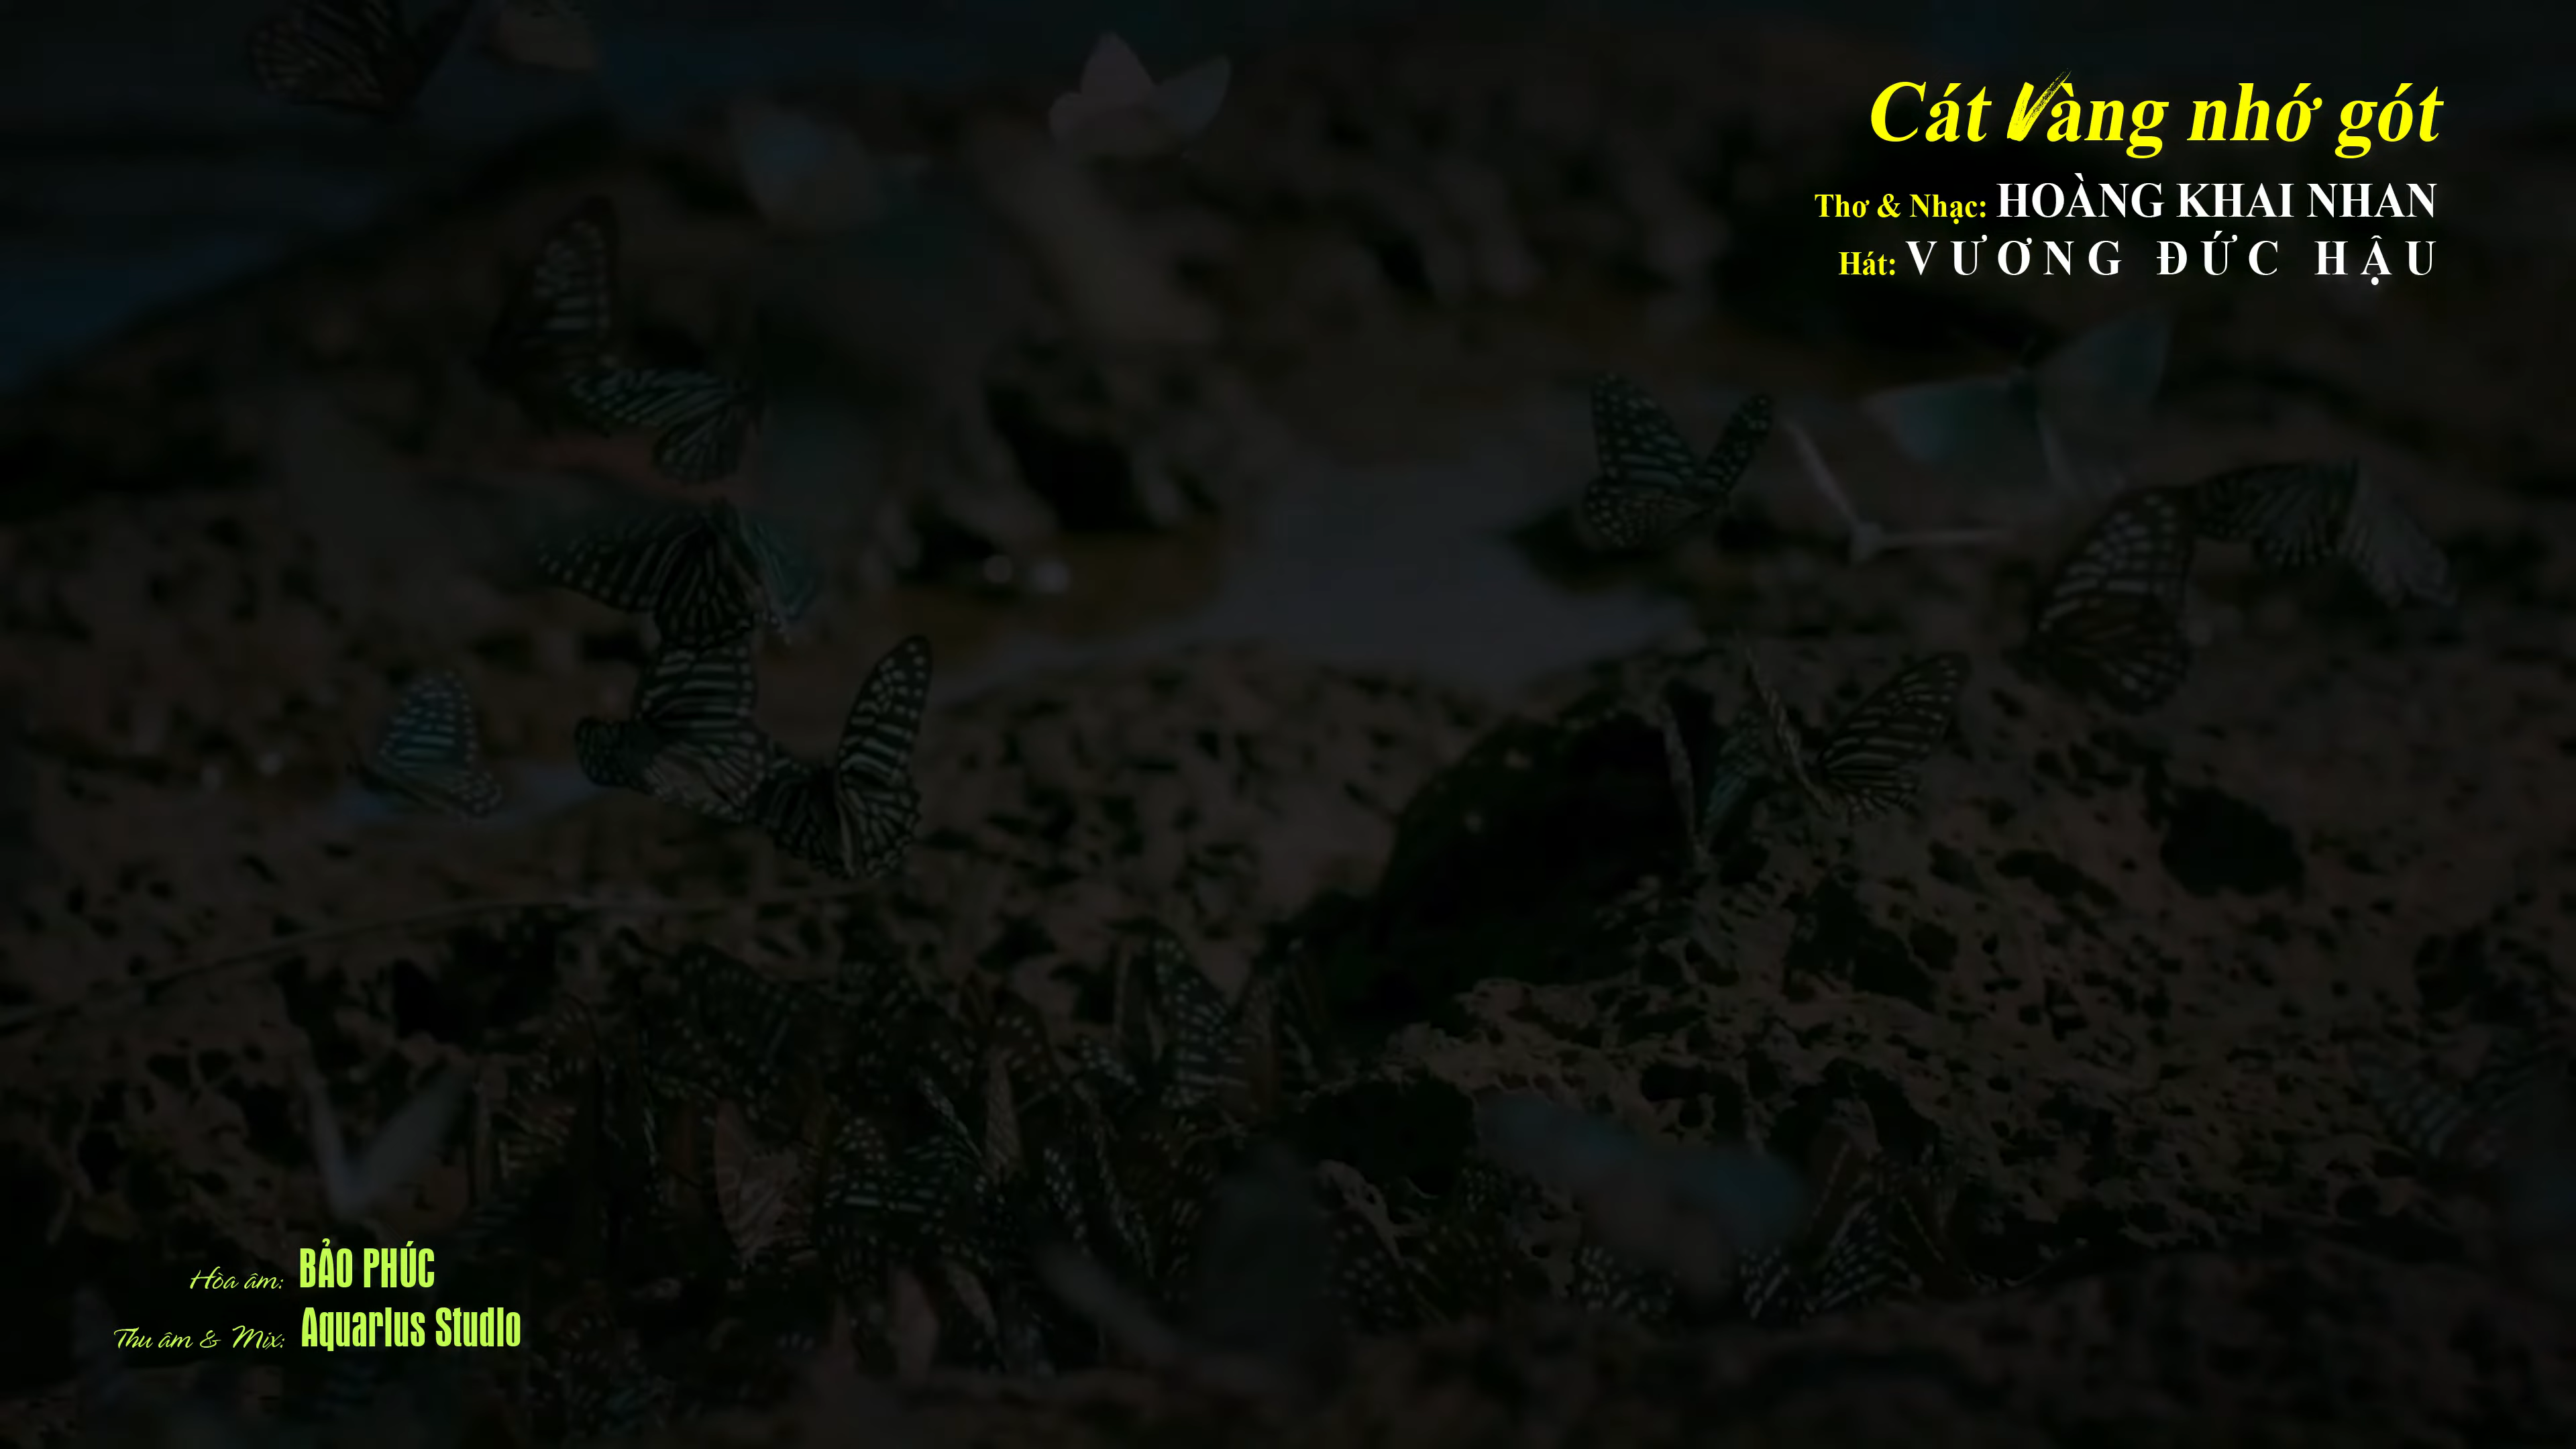 Cát Vàng nhớ gót
Thơ & Nhạc: HOÀNG KHAI NHAN
Hát: VƯƠNG ĐỨC HẬU
Hòa âm: BẢO PHÚC
Thu âm & Mix: Aquarius Studio